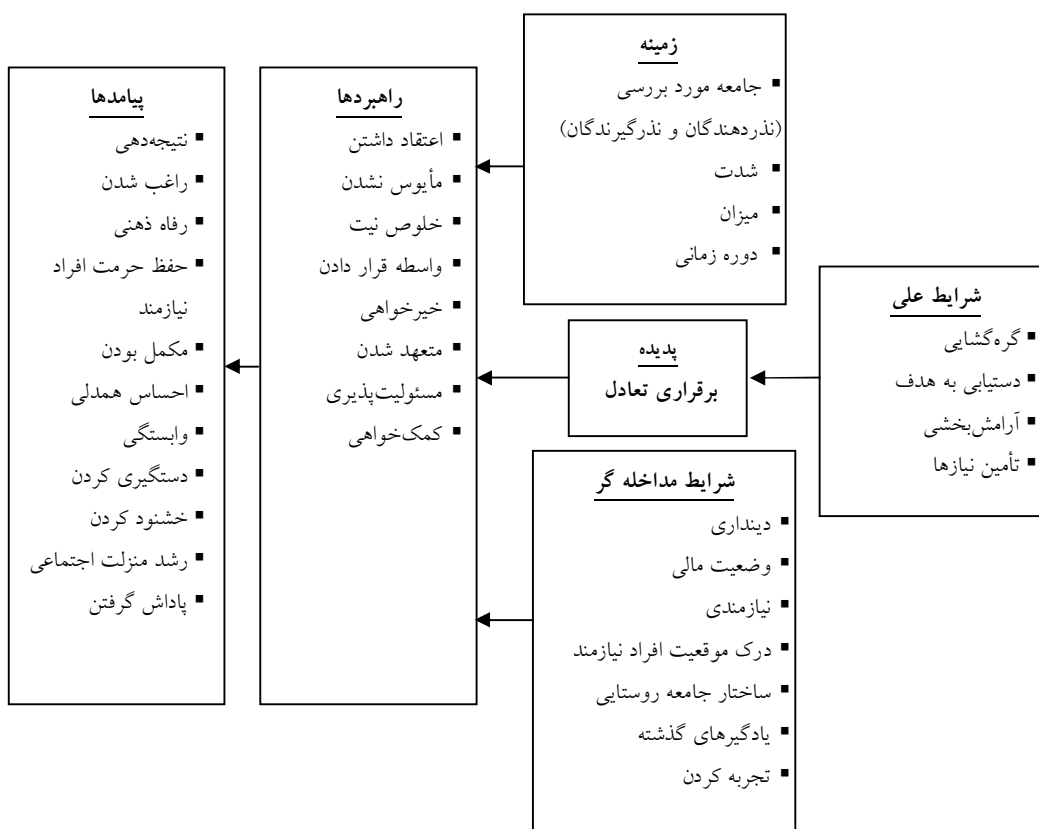 زمینه
▪ جامعه مورد بررسی
(نذردهندگان و نذرگیرندگان)
▪ شدت
▪ میزان
▪ دوره زمانی
شرایط علی
▪ گره‌گشایی
▪ دستیابی به هدف
▪ آرامش‌بخشی
▪ تأمین نیازها
پدیده
برقراری تعادل
شرایط مداخله گر
▪ دینداری
▪ وضعیت مالی
▪ نیازمندی
▪ درک موقعیت افراد نیازمند
▪ ساختار جامعه روستایی
▪ یادگیرهای گذشته
▪ تجربه کردن
راهبردها
▪ اعتقاد داشتن
▪ مأیوس نشدن
▪ خلوص نیت
▪ واسطه قرار دادن
▪ خیرخواهی
▪ متعهد شدن
▪ مسئولیت‌پذیری
▪ کمک‌خواهی
پیامدها
▪ نتیجه‌دهی
▪ راغب شدن
▪ رفاه ذهنی
▪ حفظ حرمت افراد
نیازمند
▪ مکمل بودن
▪ احساس همدلی
▪ وابستگی
▪ دستگیری کردن
▪ خشنود کردن
▪ رشد منزلت اجتماعی
▪ پاداش گرفتن